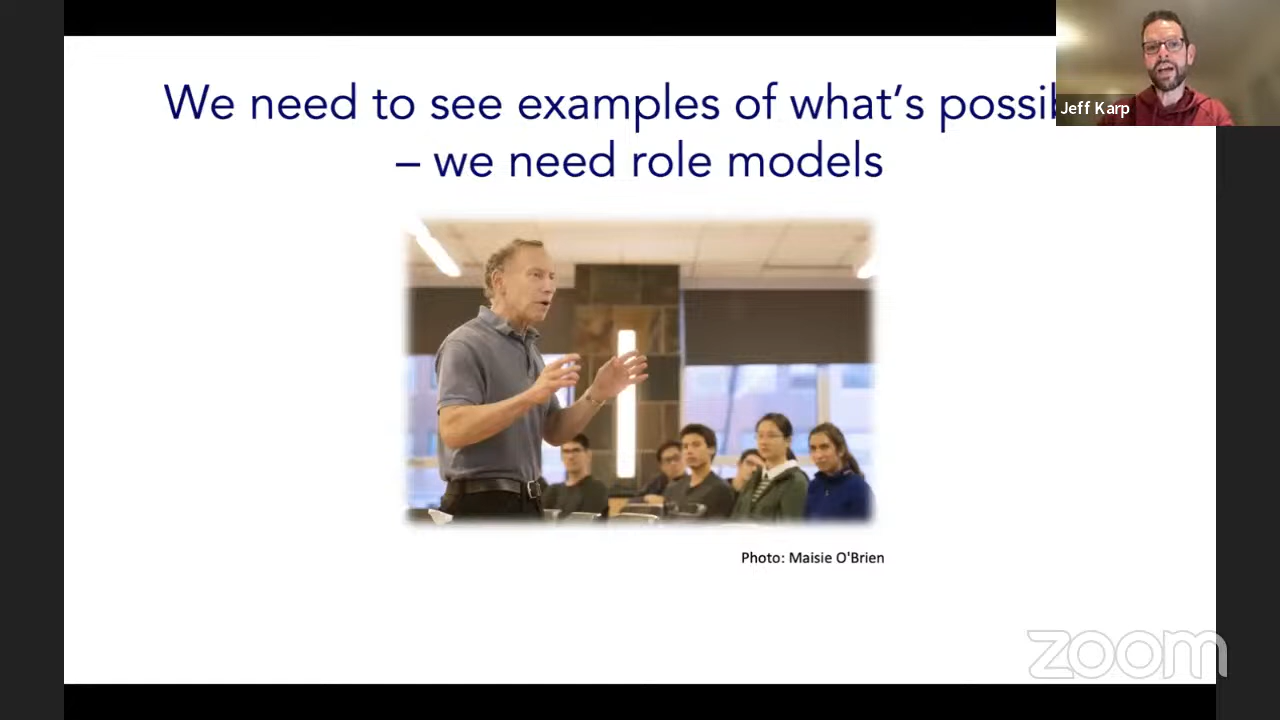 We need to see examples of what's possi
– we need role models
Jeff Karp
Photo: Maisie O'Brien
zoom